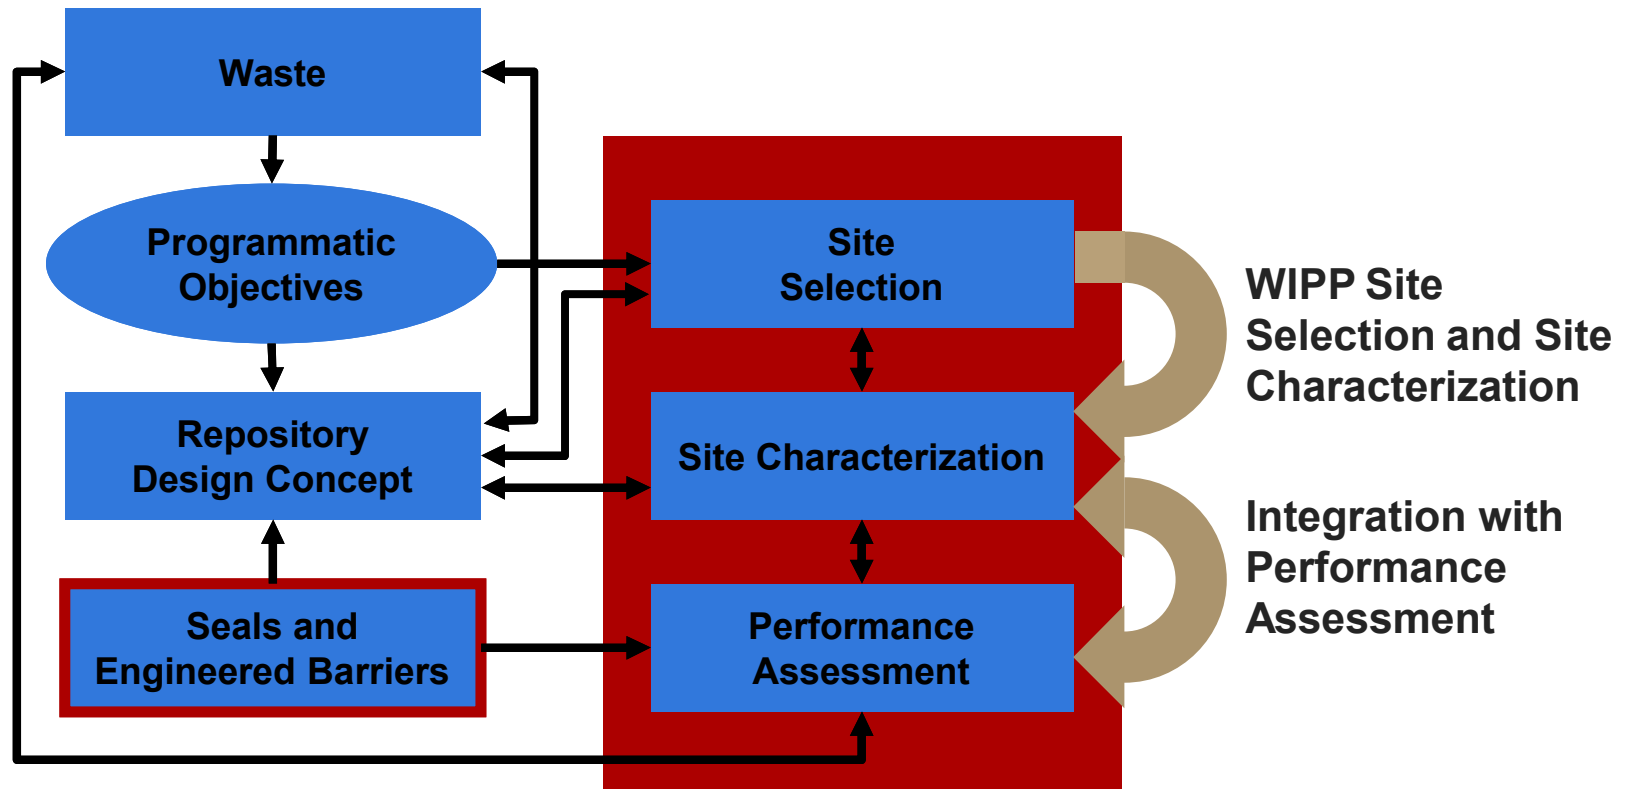 Waste
Programmatic
Objectives
Repository
Design Concept
Seals and
Engineered Barriers
Site
Selection
Site Characterization
Performance
Assessment
WIPP Site
Selection and Site
Characterization
Integration with
Performance
Assessment